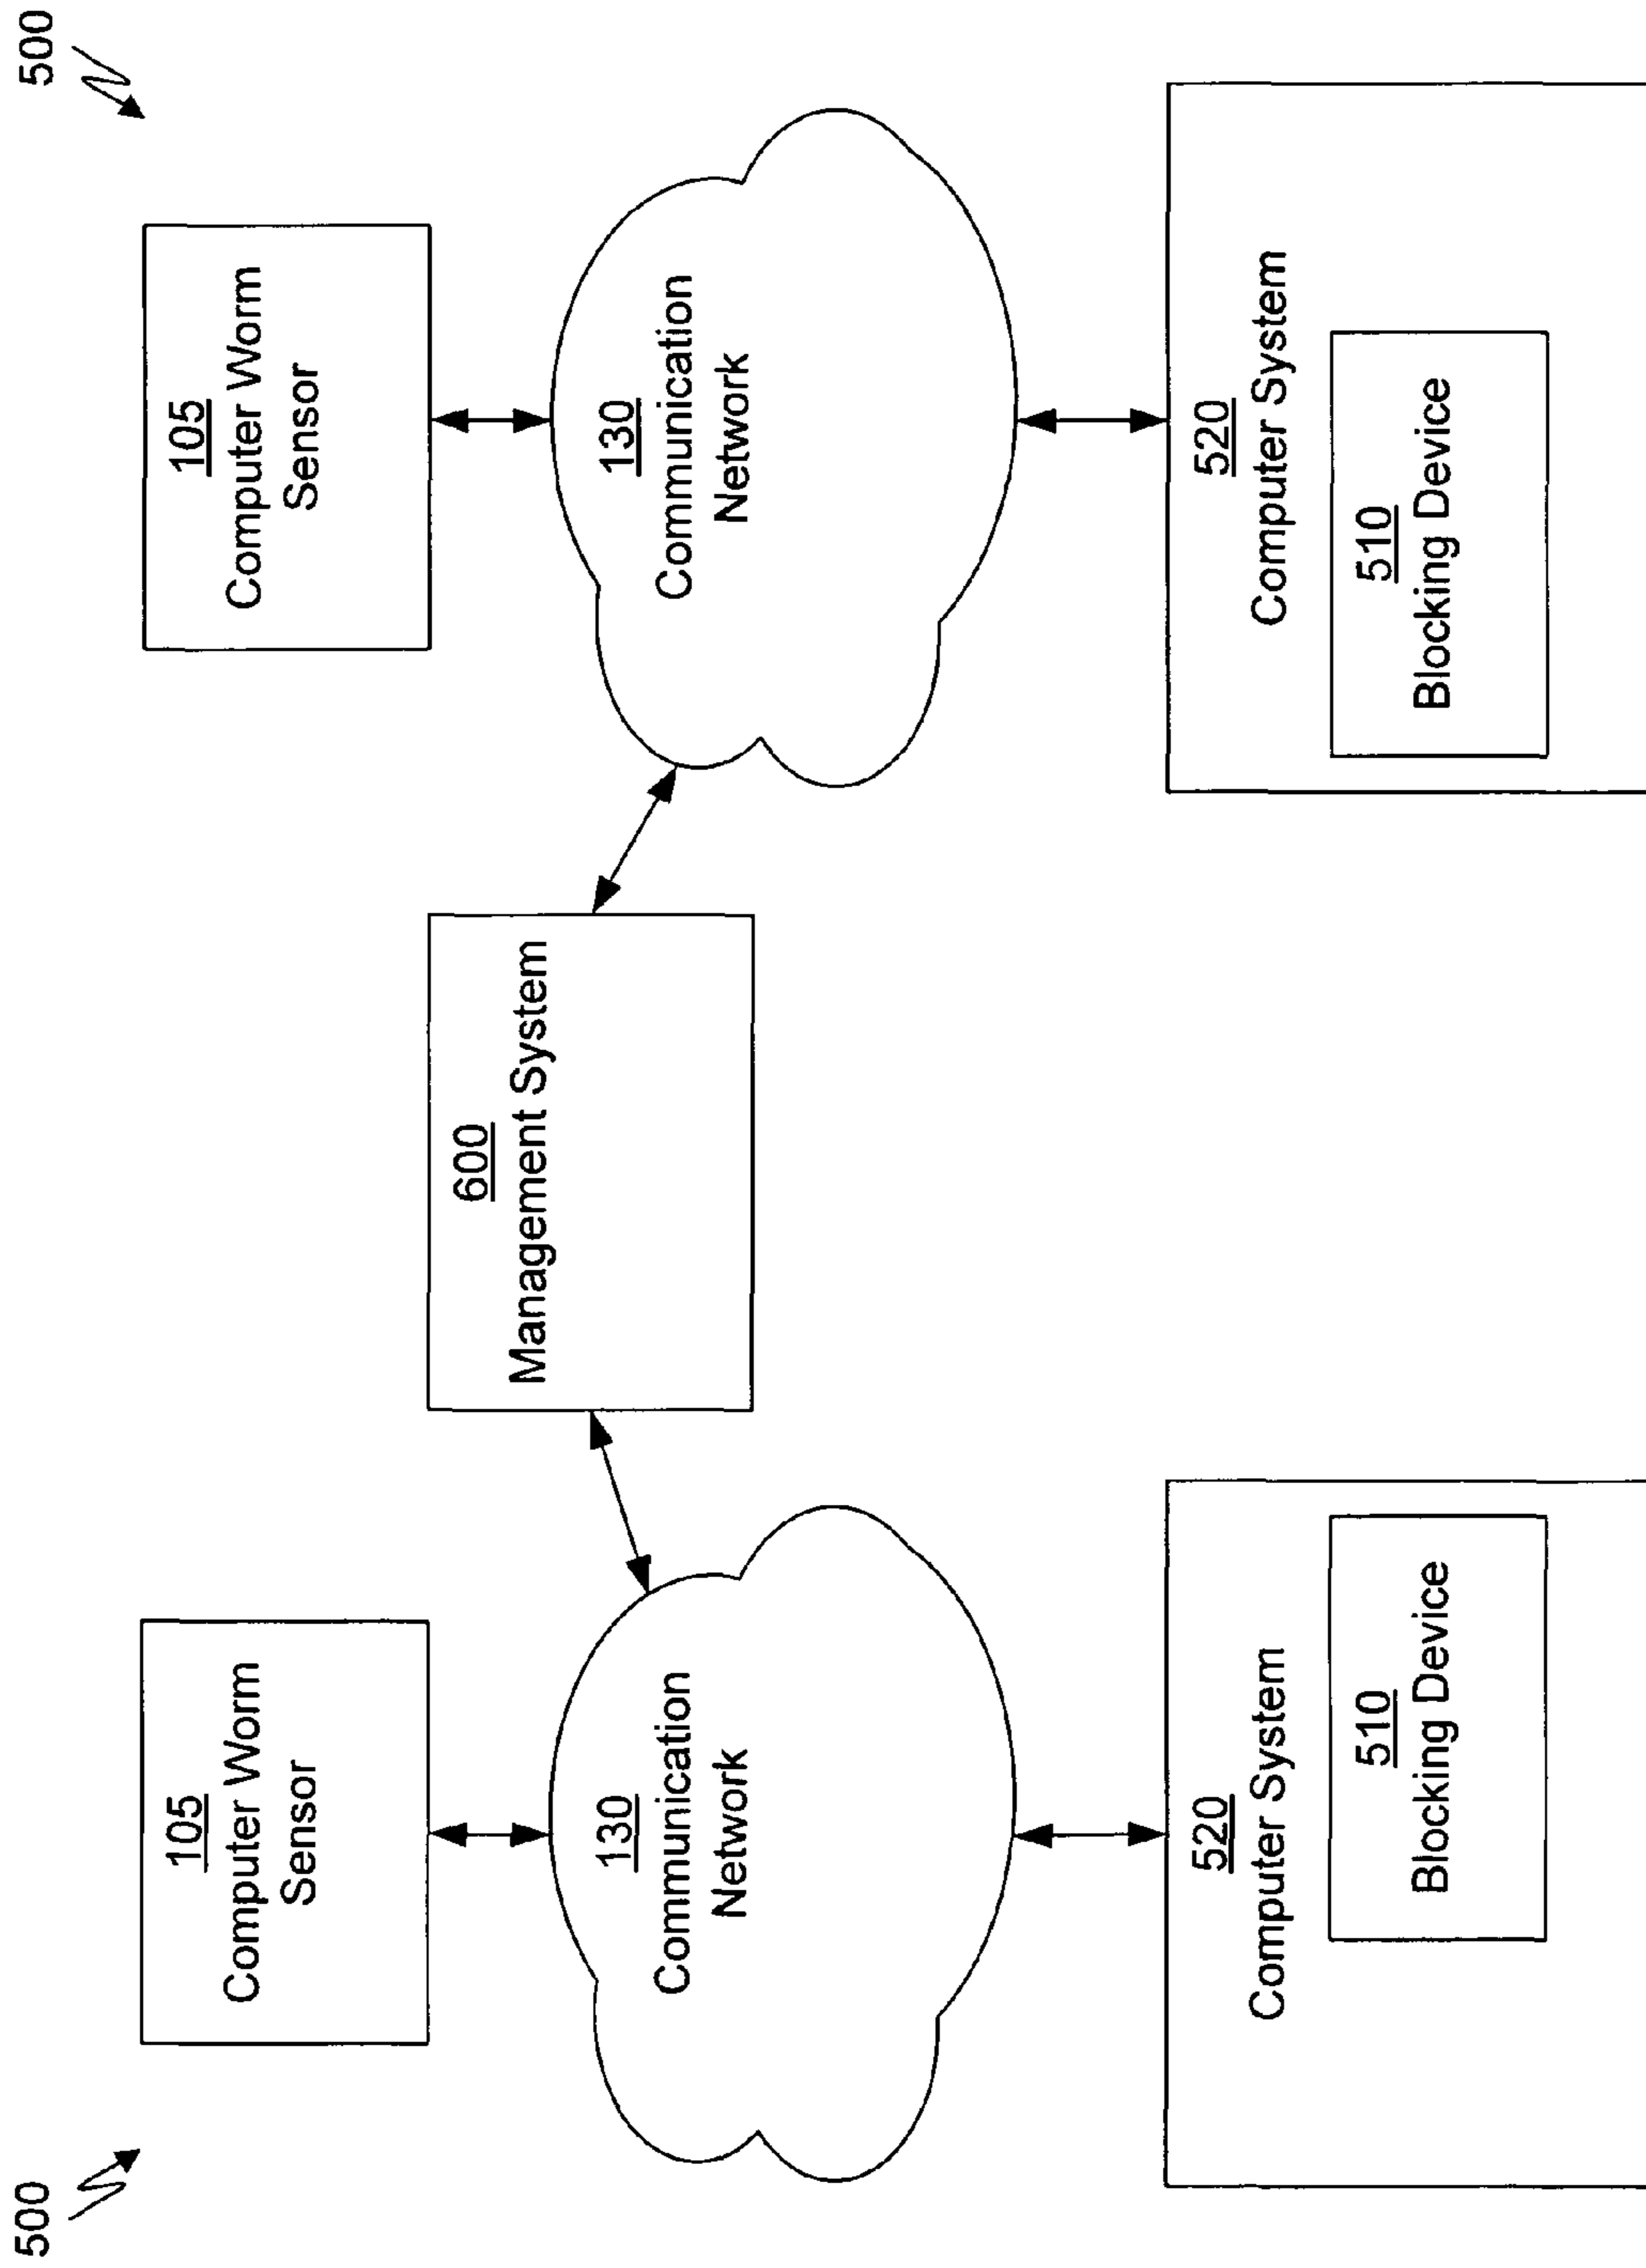 500
105
Computer Worm
Sensor
130
Communication
Network
520
Computer System
510
Blocking Device
600
Management System
500
105
Computer Worm
Sensor
130
Communication
Network
520
Computer System
510
Blocking Device